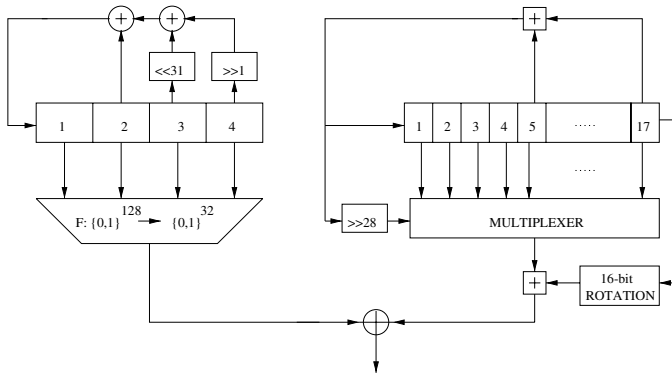 + + +
<<31 >>1
1 2 3 4 1 2 3 4 5 ..... 17
.....
F: {0,1}128 → {0,1}32
>>28 MULTIPLEXER
+ 16-bit
ROTATION
+